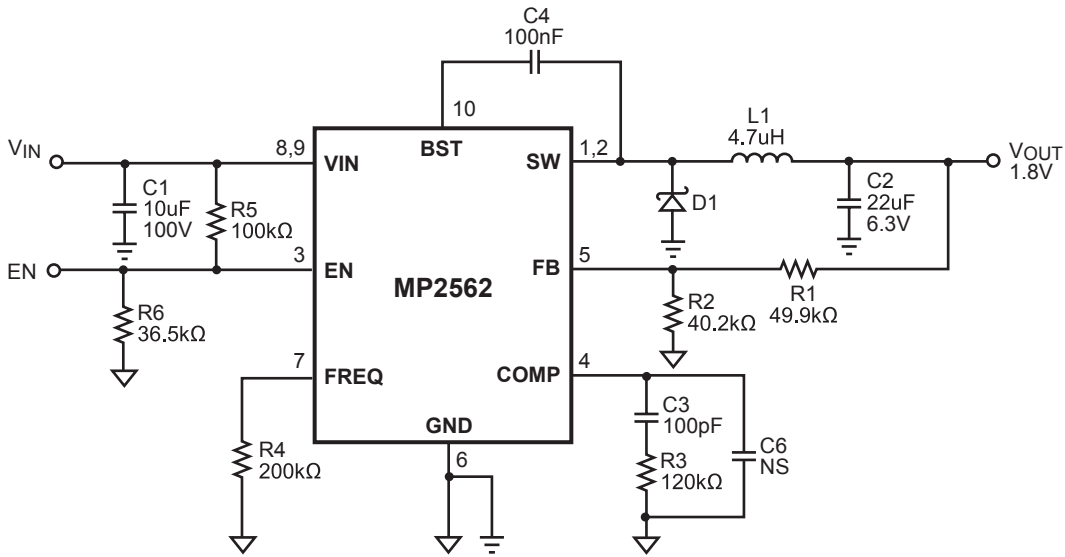 C4
100nF
10
L1
4.7uH
VIN
8,9
VIN
BST
SW
1,2
VOUT
1.8V
C1
10uF
100V
R5
100kΩ
D1
C2
22uF
6.3V
EN
3
EN
MP2562
FB
5
R6
36.5kΩ
R2
40.2kΩ
R1
49.9kΩ
7
FREQ
COMP
4
GND
C3
100pF
R4
200kΩ
6
R3
120kΩ
C6
NS